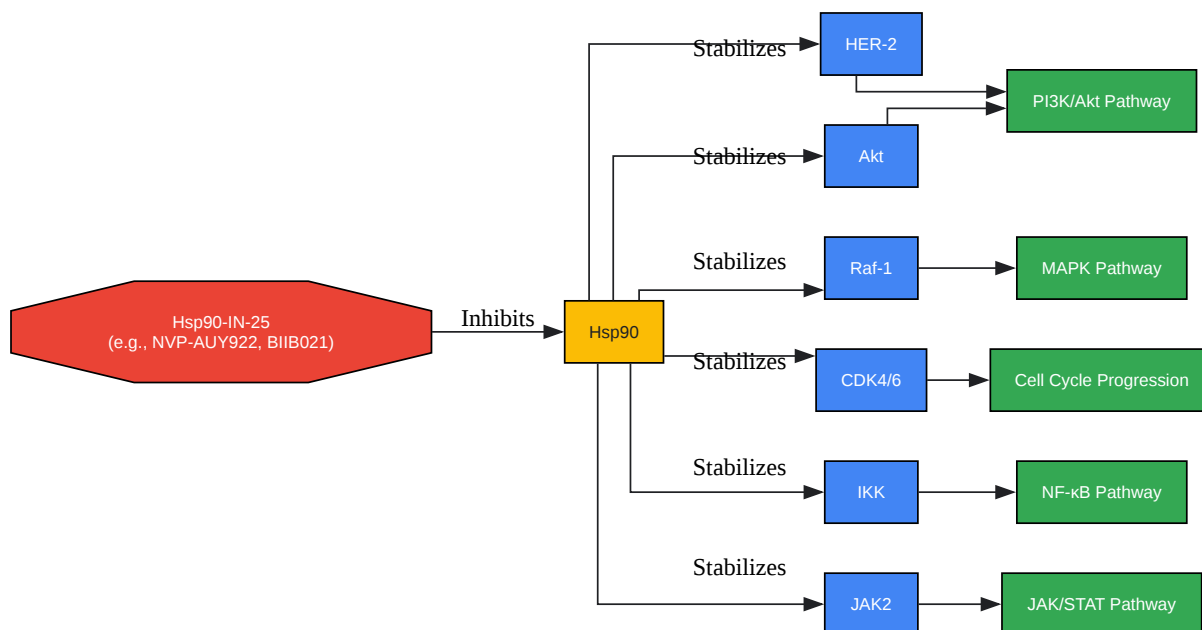 Stabilizes
HER-2
PI3K/Akt Pathway
Stabilizes
Akt
Stabilizes
Raf-1
MAPK Pathway
Hsp90-IN-25
(e.g., NVP-AUY922, BIIB021)
Inhibits
Hsp90
Stabilizes
CDK4/6
Cell Cycle Progression
Stabilizes
IKK
NF-κB Pathway
Stabilizes
JAK2
JAK/STAT Pathway